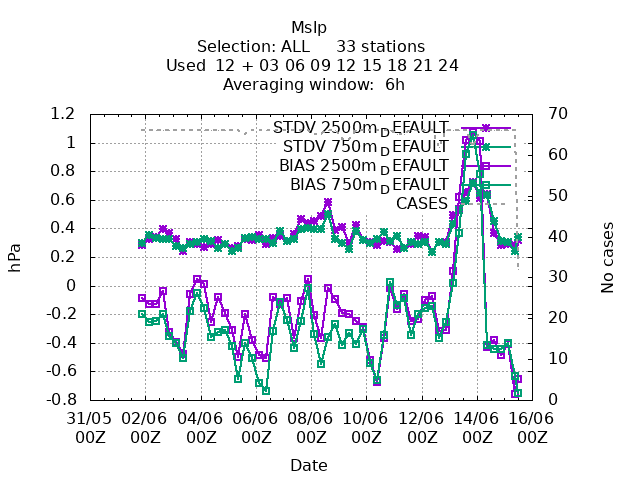 Mslp
Selection: ALL 33 stations
Used 12 + 03 06 09 12 15 18 21 24
Averaging window: 6h
1.2
1
0.8
0.6
0.4
0.2
0
-0.2
-0.4
-0.6
-0.8
hPa
70
60
50
40
30
20
10
0
No cases
STDV 2500m_DEFAULT
STDV 750m_DEFAULT
BIAS 2500m_DEFAULT
BIAS 750m_DEFAULT
CASES
31/05 02/06 04/06 06/06 08/06 10/06 12/06 14/06 16/06
00Z 00Z 00Z 00Z 00Z 00Z 00Z 00Z 00Z
Date